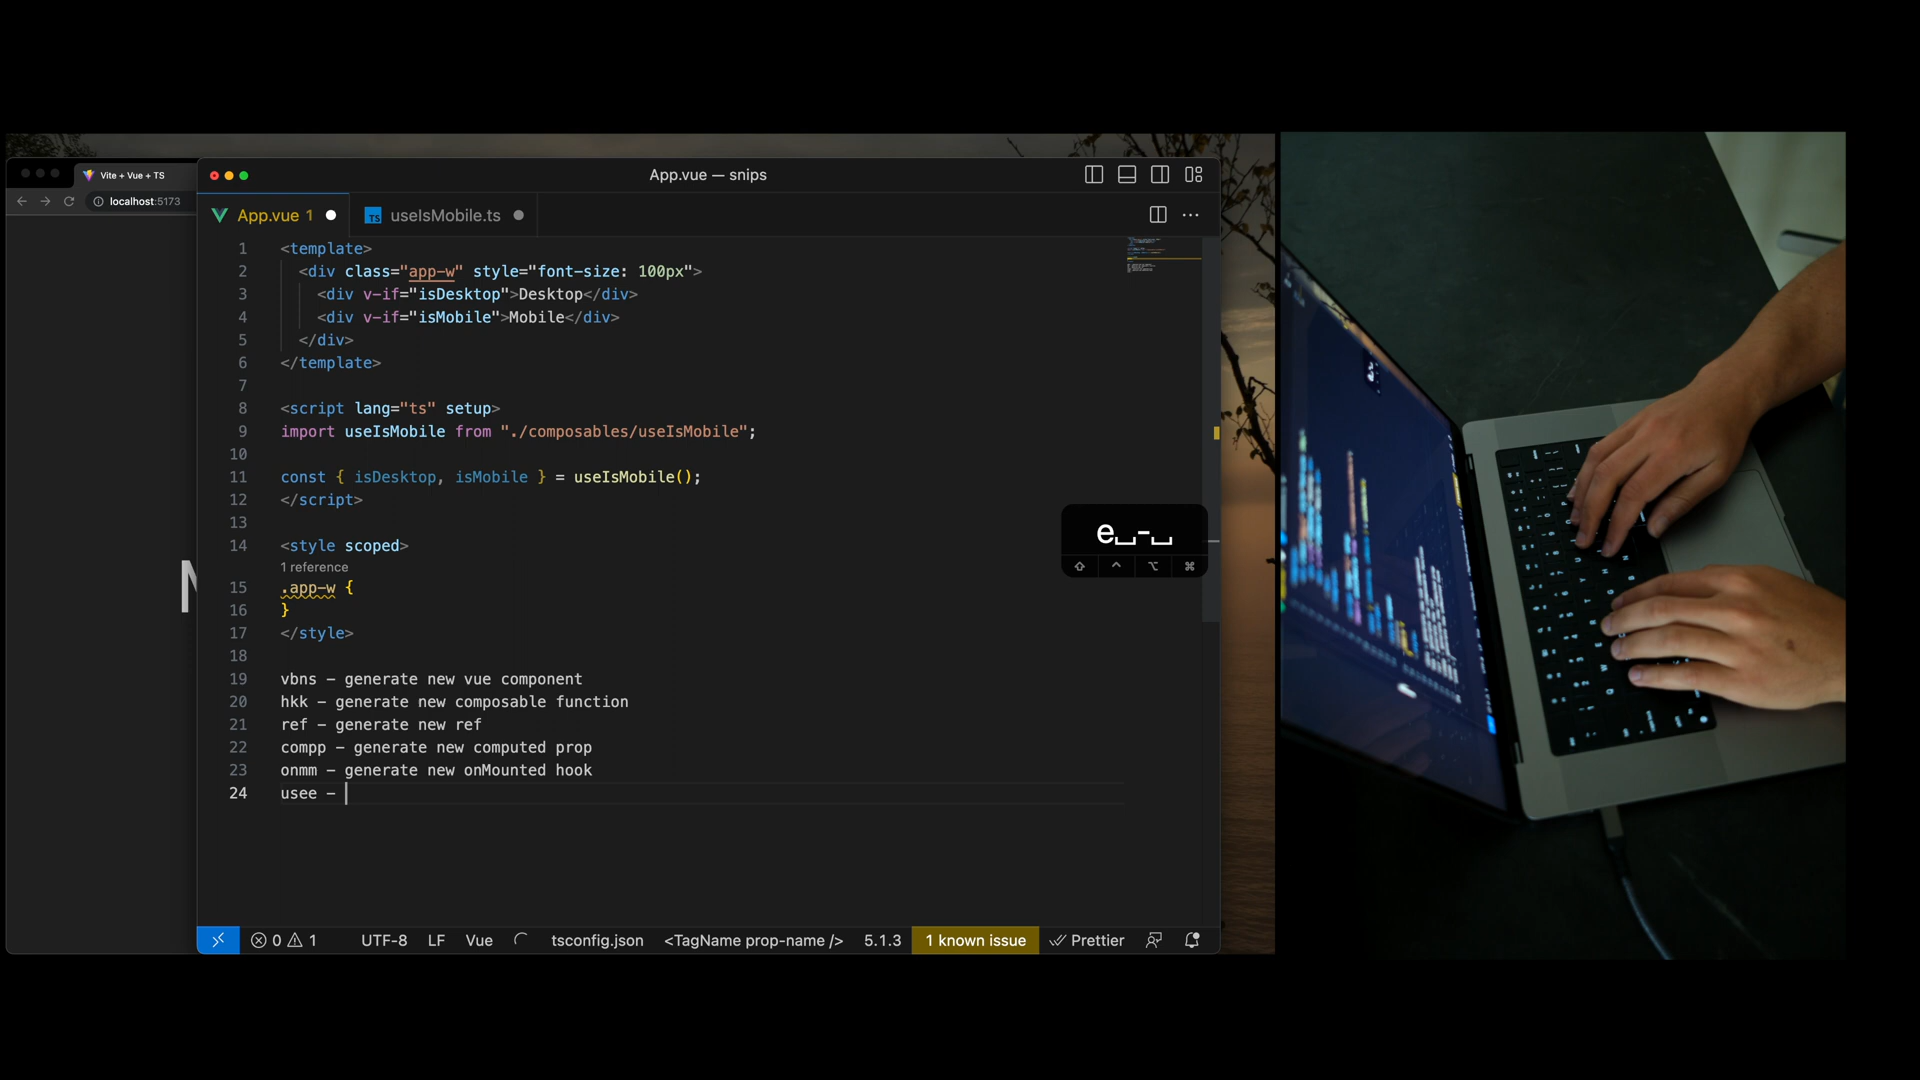 Vite + Vue + TS
localhost:5173
App.vue — snips
App.vue 1
TS useIsMobile.ts
1 <template>
2 <div class="app-w" style="font-size: 100px">
3 <div v-if="isDesktop">Desktop</div>
4 <div v-if="isMobile">Mobile</div>
5 </div>
6 </template>
7
8 <script lang="ts" setup>
9 import useIsMobile from "./composables/useIsMobile";
10
11 const { isDesktop, isMobile } = useIsMobile();
12 </script>
13
14 <style scoped>
1 reference
15 .app-w {
16 }
17 </style>
18
19 vbns – generate new vue component
20 hkk – generate new composable function
21 ref – generate new ref
22 compp – generate new computed prop
23 onmm – generate new onMounted hook
24 usee –
e␣-␣
0 1 UTF-8 LF Vue tsconfig.json <TagName prop-name /> 5.1.3 1 known issue Prettier